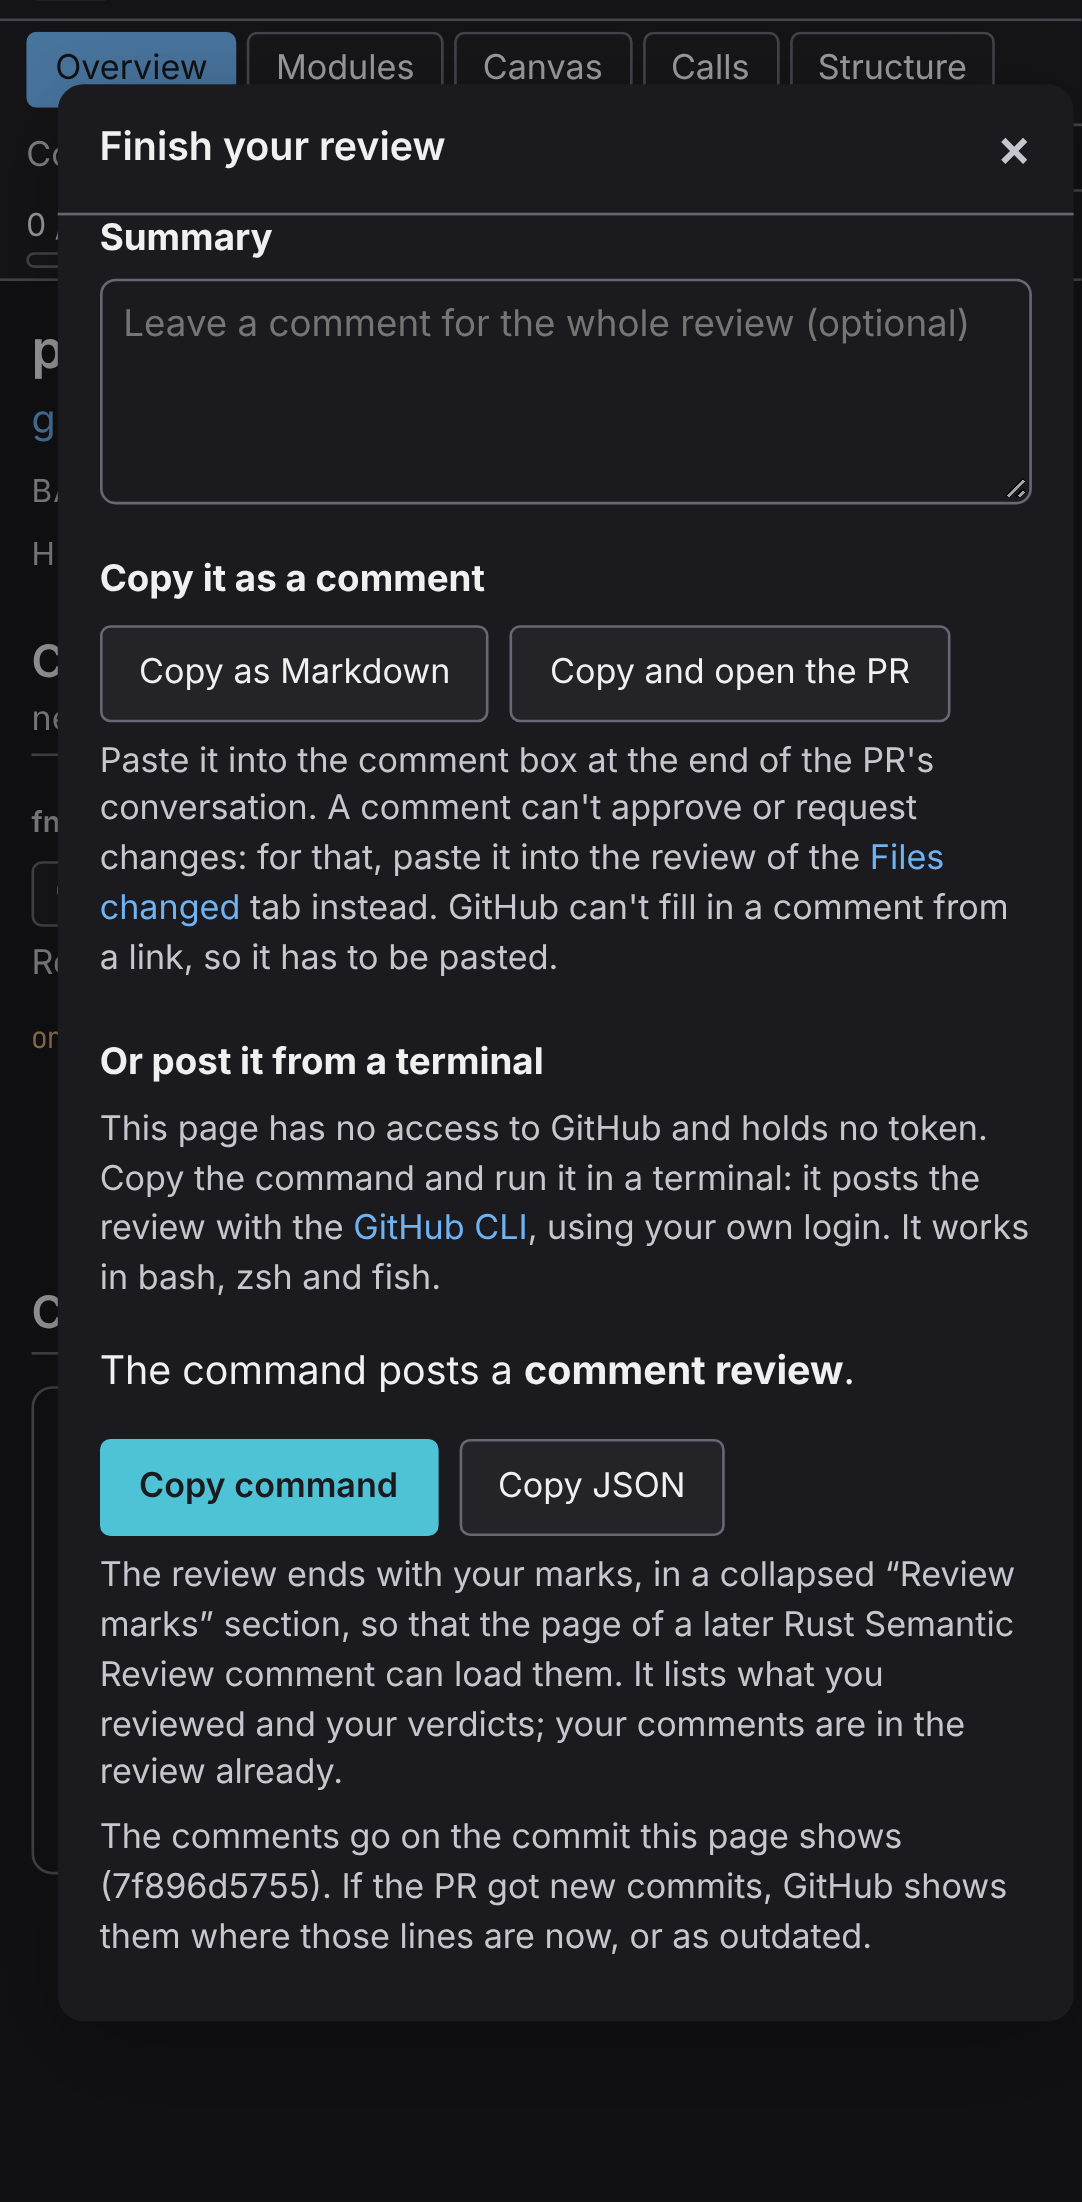 Overview Modules Canvas Calls Structure
Finish your review ×
0
Summary
Leave a comment for the whole review (optional)
Copy it as a comment
Copy as Markdown Copy and open the PR
Paste it into the comment box at the end of the PR's
conversation. A comment can't approve or request
changes: for that, paste it into the review of the Files
changed tab instead. GitHub can't fill in a comment from
a link, so it has to be pasted.
Or post it from a terminal
This page has no access to GitHub and holds no token.
Copy the command and run it in a terminal: it posts the
review with the GitHub CLI, using your own login. It works
in bash, zsh and fish.
The command posts a comment review.
Copy command Copy JSON
The review ends with your marks, in a collapsed “Review
marks” section, so that the page of a later Rust Semantic
Review comment can load them. It lists what you
reviewed and your verdicts; your comments are in the
review already.
The comments go on the commit this page shows
(7f896d5755). If the PR got new commits, GitHub shows
them where those lines are now, or as outdated.